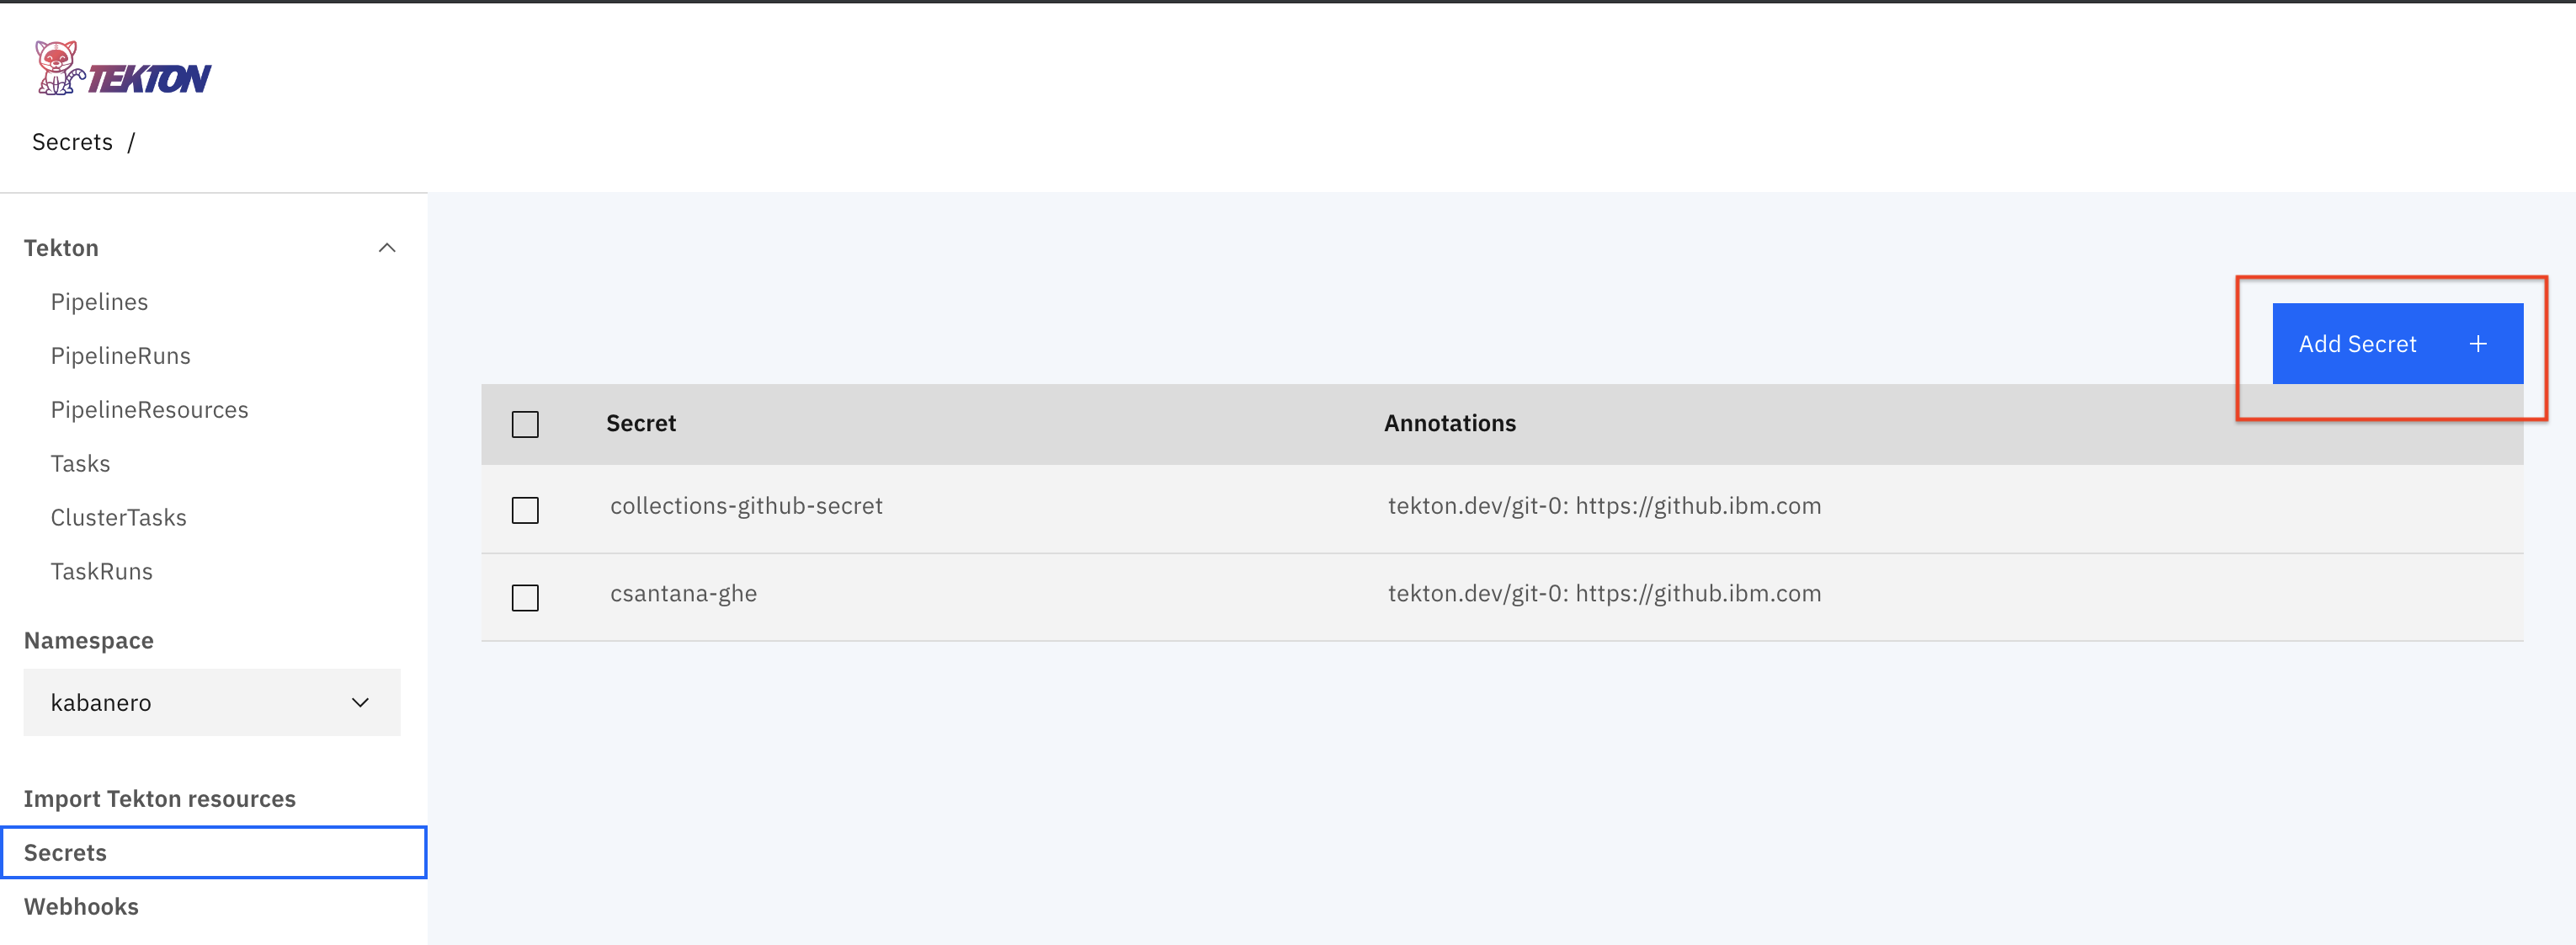 TEKTON
Secrets /
Tekton
Pipelines
PipelineRuns
PipelineResources
Tasks
ClusterTasks
TaskRuns
Namespace
kabanero
Import Tekton resources
Secrets
Webhooks
Add Secret +
Secret Annotations
collections-github-secret tekton.dev/git-0: https://github.ibm.com
csantana-ghe tekton.dev/git-0: https://github.ibm.com